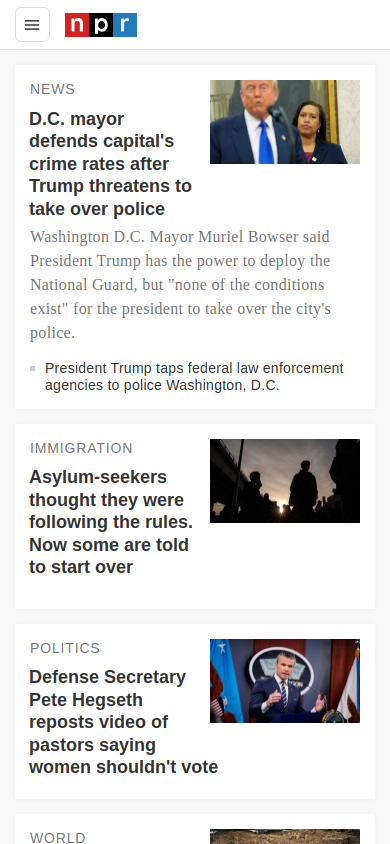 npr
NEWS
D.C. mayor
defends capital's
crime rates after
Trump threatens to
take over police
Washington D.C. Mayor Muriel Bowser said
President Trump has the power to deploy the
National Guard, but "none of the conditions
exist" for the president to take over the city's
police.
President Trump taps federal law enforcement
agencies to police Washington, D.C.
IMMIGRATION
Asylum-seekers
thought they were
following the rules.
Now some are told
to start over
POLITICS
Defense Secretary
Pete Hegseth
reposts video of
pastors saying
women shouldn't vote
WORLD